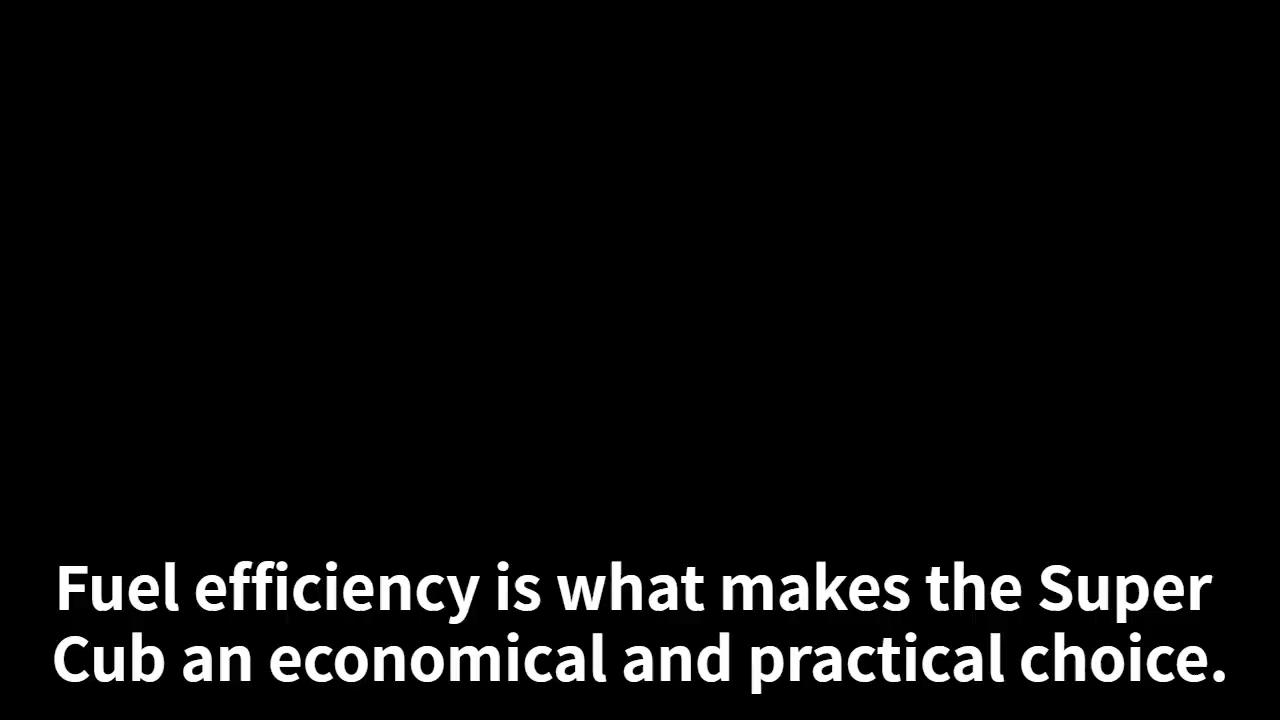 Fuel efficiency is what makes the Super
Cub an economical and practical choice.